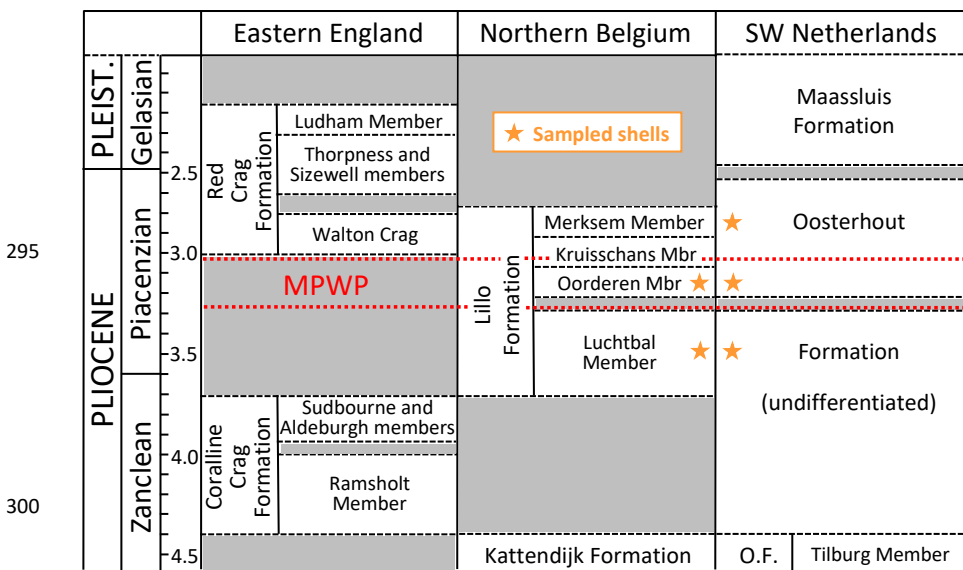 Eastern England
Northern Belgium
SW Netherlands
PLEIST.
Gelasian
PLIOCENE
Piacenzian
Zanclean
2.5
3.0
3.5
4.0
4.5
295
300
Red
Crag
Formation
Ludham Member
Thorpness and
Sizewell members
Walton Crag
MPWP
Coralline
Crag
Formation
Sudbourne and
Aldeburgh members
Ramsholt
Member
Sampled shells
Lillo
Formation
Merksem Member
Kruisschans Mbr
Oorderen Mbr
Luchtbal
Member
Kattendijk Formation
Maassluis
Formation
Oosterhout
Formation
(undifferentiated)
O.F.
Tilburg Member